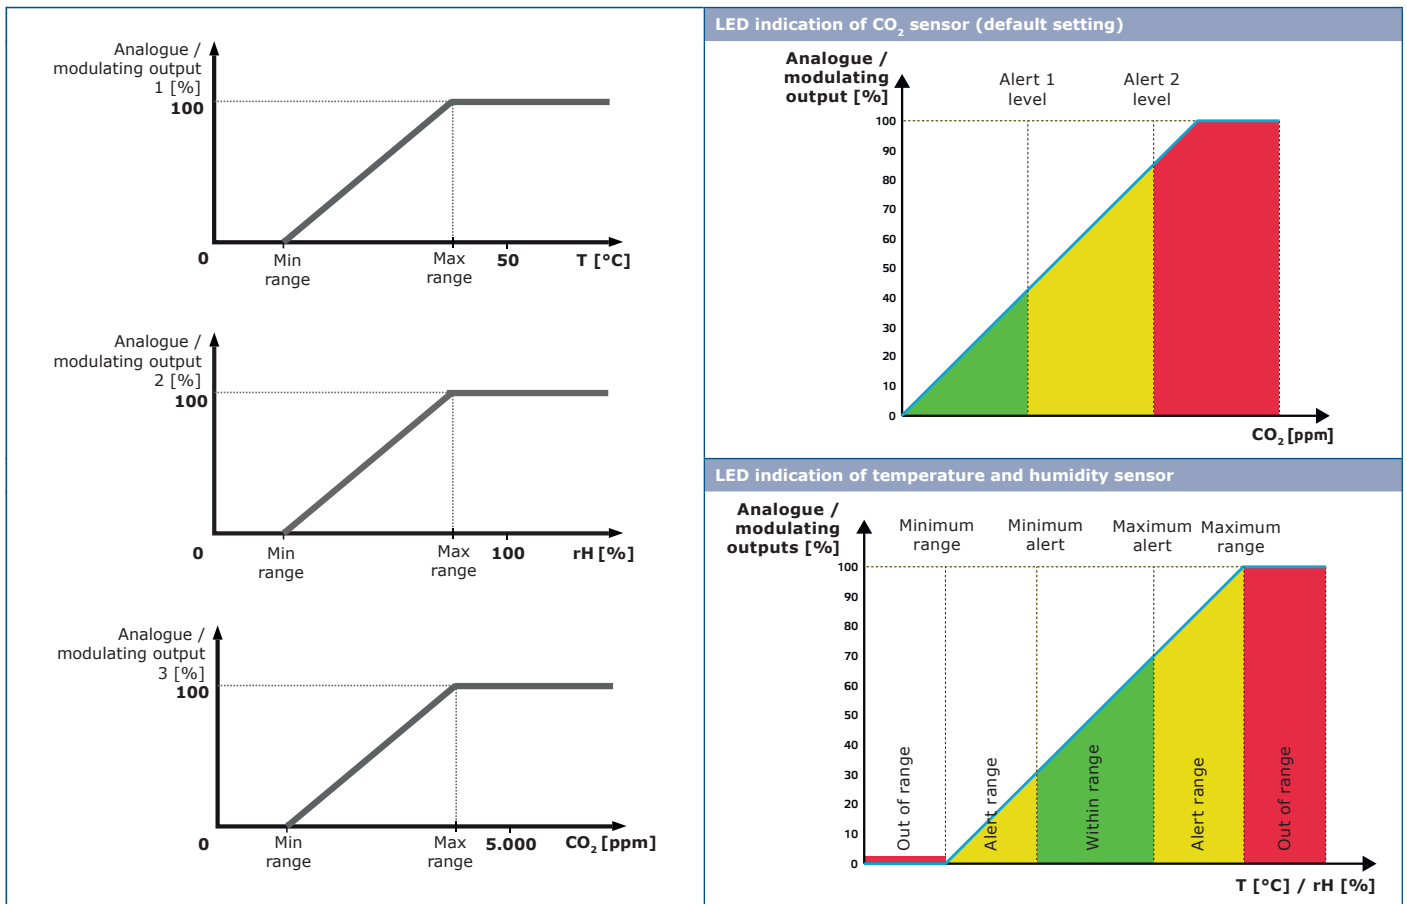 Analogue /
modulating output
1 [%]
100
0
Min
range
Max
range
50
T [°C]
Analogue /
modulating output
2 [%]
100
0
Min
range
Max
range
100
rH [%]
Analogue /
modulating output
3 [%]
100
0
Min
range
Max
range
5.000
CO₂ [ppm]
LED indication of CO₂ sensor (default setting)
Analogue /
modulating
output [%]
Alert 1
level
Alert 2
level
100
90
80
70
60
50
40
30
20
10
0
CO₂ [ppm]
LED indication of temperature and humidity sensor
Analogue /
modulating
outputs [%]
Minimum
range
Minimum
alert
Maximum
alert
Maximum
range
100
90
80
70
60
50
40
30
20
10
0
Out of range
Alert range
Within range
Alert range
Out of range
T [°C] / rH [%]